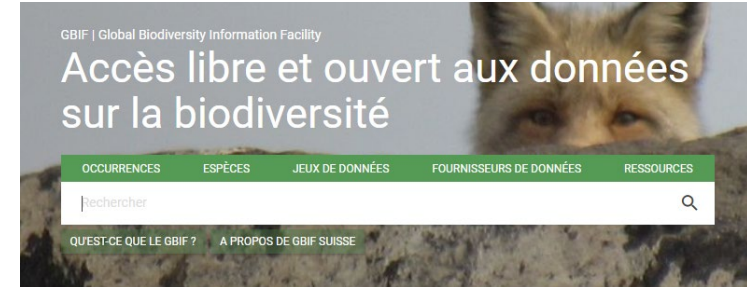 GBIF | Global Biodiversity Information Facility
Accès libre et ouvert aux données
sur la biodiversité
OCCURRENCES ESPÈCES JEUX DE DONNÉES FOURNISSEURS DE DONNÉES RESSOURCES
Rechercher
QU'EST-CE QUE LE GBIF ? A PROPOS DE GBIF SUISSE